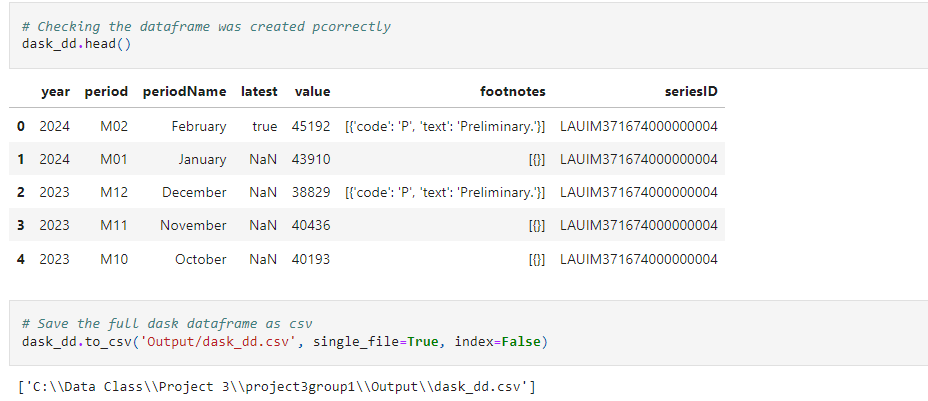 # Checking the dataframe was created pcorrectly
dask_dd.head()
year period periodName latest value footnotes seriesID
0 2024 M02 February true 45192 [{'code': 'P', 'text': 'Preliminary.'}] LAUIM371674000000004
1 2024 M01 January NaN 43910 [{}] LAUIM371674000000004
2 2023 M12 December NaN 38829 [{'code': 'P', 'text': 'Preliminary.'}] LAUIM371674000000004
3 2023 M11 November NaN 40436 [{}] LAUIM371674000000004
4 2023 M10 October NaN 40193 [{}] LAUIM371674000000004
# Save the full dask dataframe as csv
dask_dd.to_csv('Output/dask_dd.csv', single_file=True, index=False)
['C:\\Data Class\\Project 3\\project3group1\\Output\\dask_dd.csv']